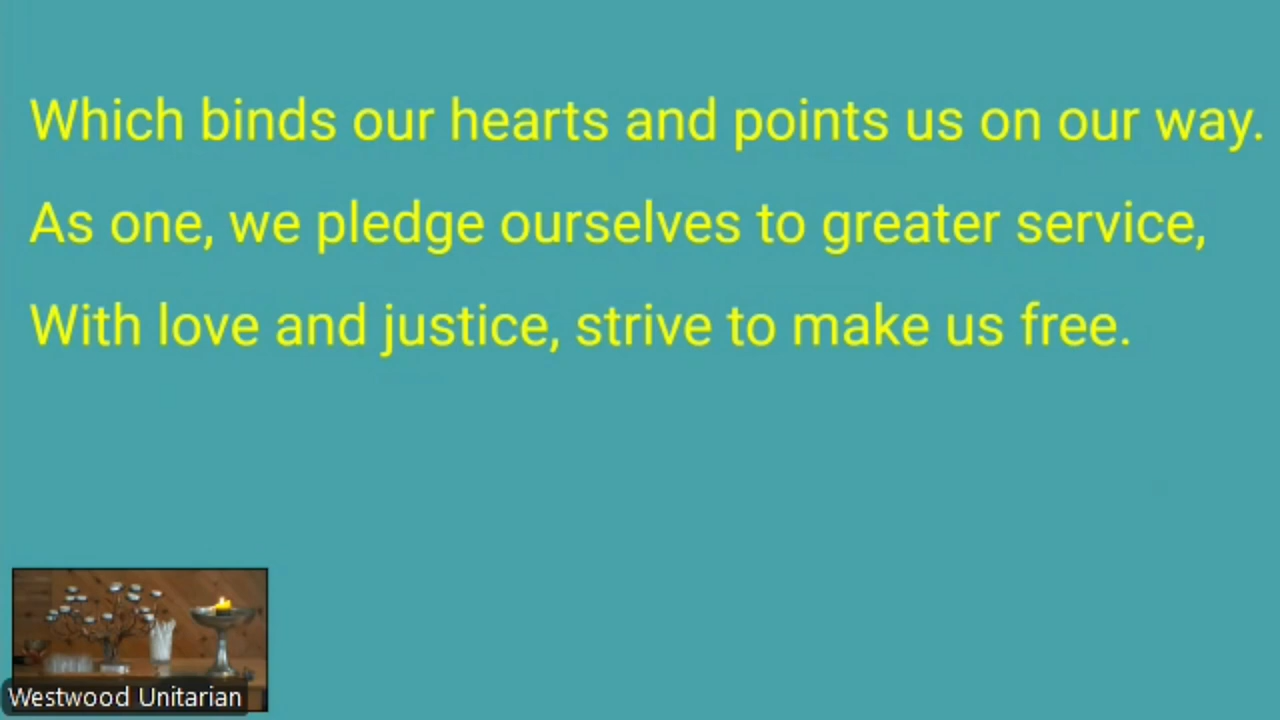 Which binds our hearts and points us on our way.
As one, we pledge ourselves to greater service,
With love and justice, strive to make us free.
Westwood Unitarian